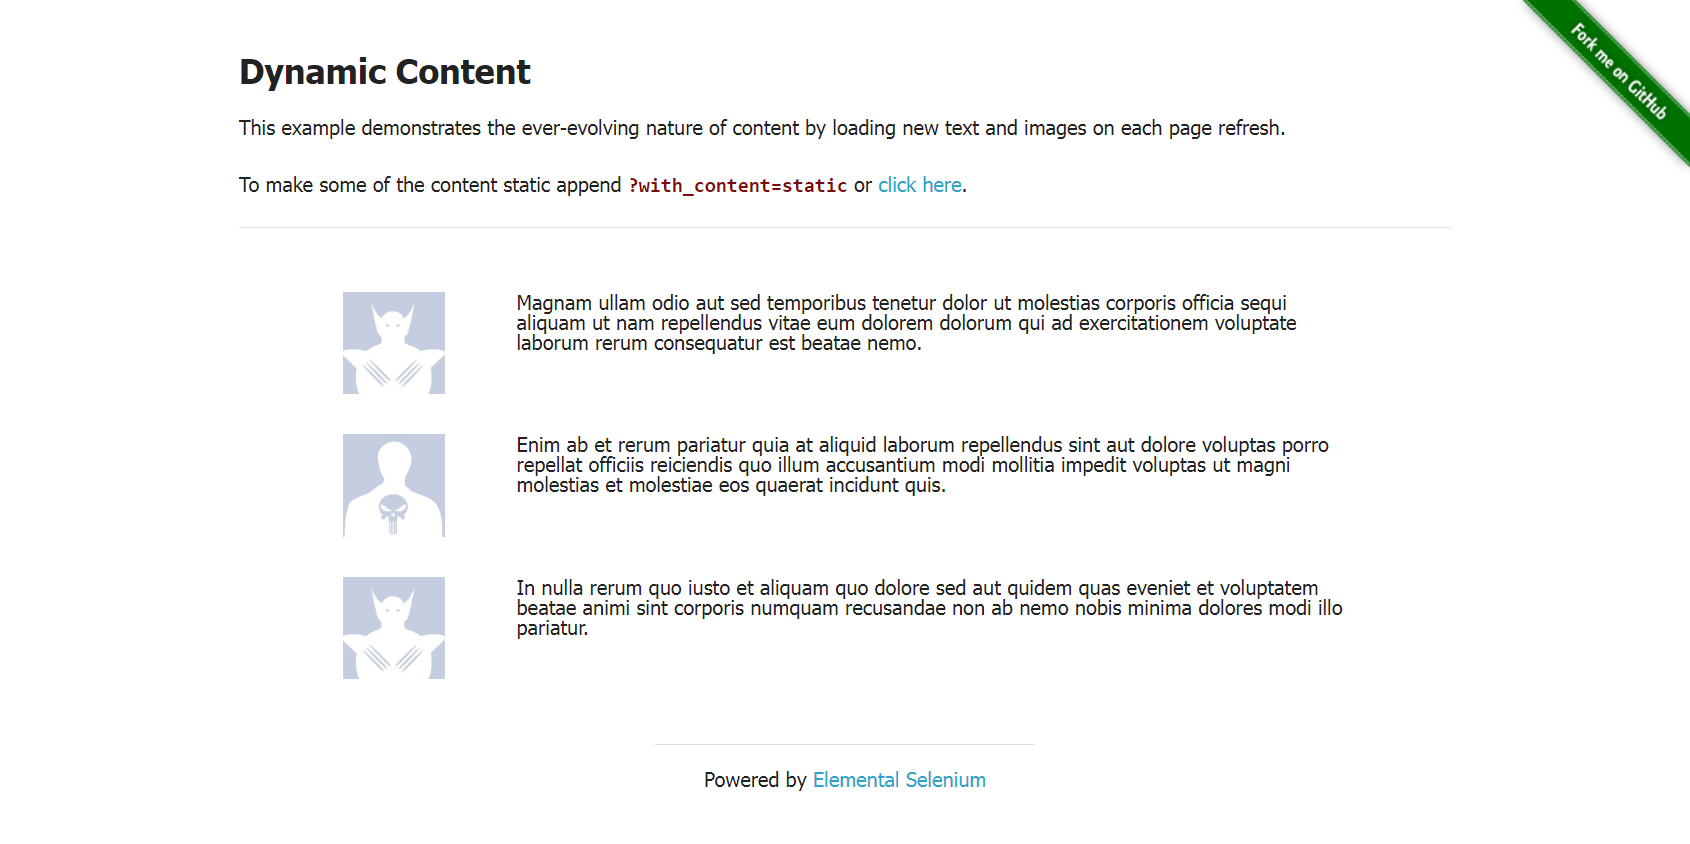 Fork me on GitHub
Dynamic Content
This example demonstrates the ever-evolving nature of content by loading new text and images on each page refresh.
To make some of the content static append ?with_content=static or click here.
Magnam ullam odio aut sed temporibus tenetur dolor ut molestias corporis officia sequi
aliquam ut nam repellendus vitae eum dolorem dolorum qui ad exercitationem voluptate
laborum rerum consequatur est beatae nemo.
Enim ab et rerum pariatur quia at aliquid laborum repellendus sint aut dolore voluptas porro
repellat officiis reiciendis quo illum accusantium modi mollitia impedit voluptas ut magni
molestias et molestiae eos quaerat incidunt quis.
In nulla rerum quo iusto et aliquam quo dolore sed aut quidem quas eveniet et voluptatem
beatae animi sint corporis numquam recusandae non ab nemo nobis minima dolores modi illo
pariatur.
Powered by Elemental Selenium